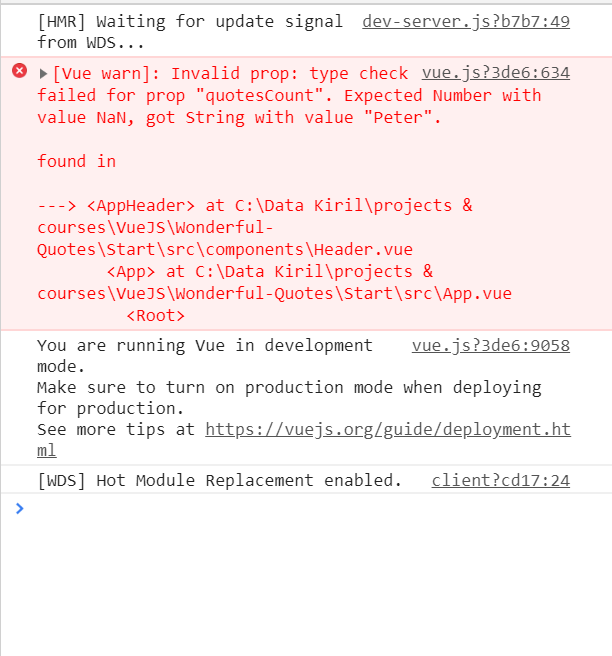 [HMR] Waiting for update signal dev-server.js?b7b7:49
from WDS...
[Vue warn]: Invalid prop: type check vue.js?3de6:634
failed for prop "quotesCount". Expected Number with
value NaN, got String with value "Peter".
found in
---> <AppHeader> at C:\Data Kiril\projects &
courses\VueJS\Wonderful-
Quotes\Start\src\components\Header.vue
<App> at C:\Data Kiril\projects &
courses\VueJS\Wonderful-Quotes\Start\src\App.vue
<Root>
You are running Vue in development vue.js?3de6:9058
mode.
Make sure to turn on production mode when deploying
for production.
See more tips at https://vuejs.org/guide/deployment.ht
ml
[WDS] Hot Module Replacement enabled. client?cd17:24